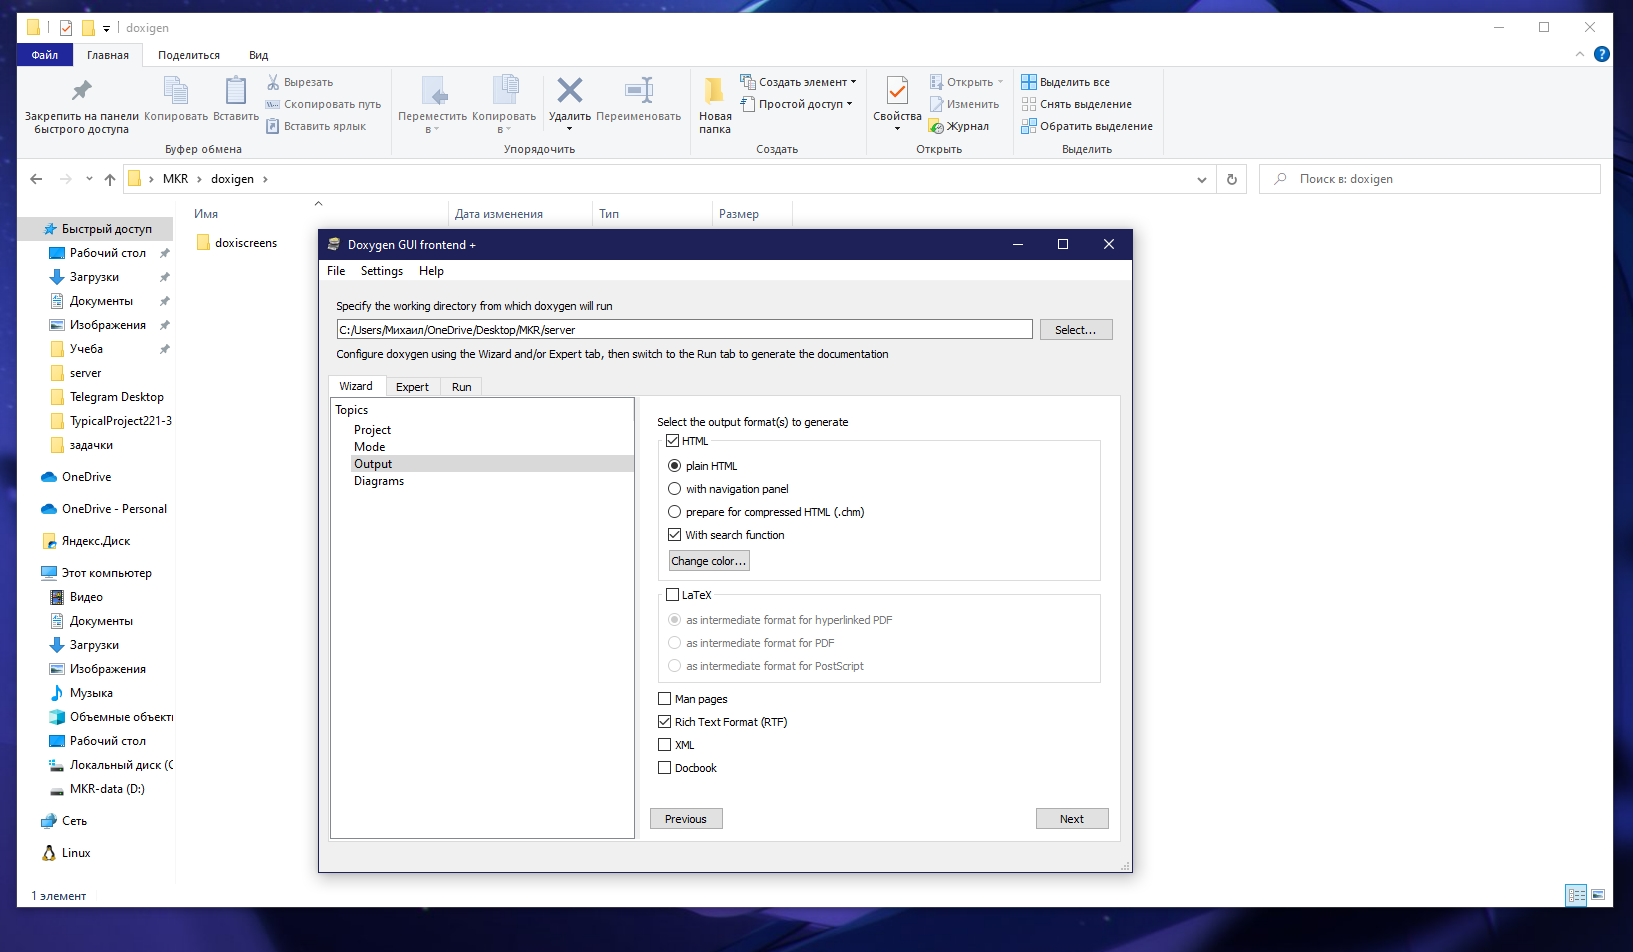 doxigen
Файл Главная Поделиться Вид
Закрепить на панели быстрого доступа
Копировать
Вставить
Вырезать
Скопировать путь
Вставить ярлык
Буфер обмена
Переместить в
Копировать в
Удалить
Переименовать
Упорядочить
Новая папка
Создать элемент
Простой доступ
Создать
Свойства
Открыть
Изменить
Журнал
Открыть
Выделить все
Снять выделение
Обратить выделение
Выделить
MKR doxigen
Поиск в: doxigen
Имя Дата изменения Тип Размер
doxiscreens
Быстрый доступ
Рабочий стол
Загрузки
Документы
Изображения
Учеба
server
Telegram Desktop
TypicalProject221-3
задачки
OneDrive
OneDrive - Personal
Яндекс.Диск
Этот компьютер
Видео
Документы
Загрузки
Изображения
Музыка
Объемные объект
Рабочий стол
Локальный диск (C
MKR-data (D:)
Сеть
Linux
1 элемент
Doxygen GUI frontend +
File Settings Help
Specify the working directory from which doxygen will run
C:/Users/Михаил/OneDrive/Desktop/MKR/server
Select...
Configure doxygen using the Wizard and/or Expert tab, then switch to the Run tab to generate the documentation
Wizard Expert Run
Topics
Project
Mode
Output
Diagrams
Select the output format(s) to generate
HTML
plain HTML
with navigation panel
prepare for compressed HTML (.chm)
With search function
Change color...
LaTeX
as intermediate format for hyperlinked PDF
as intermediate format for PDF
as intermediate format for PostScript
Man pages
Rich Text Format (RTF)
XML
Docbook
Previous
Next